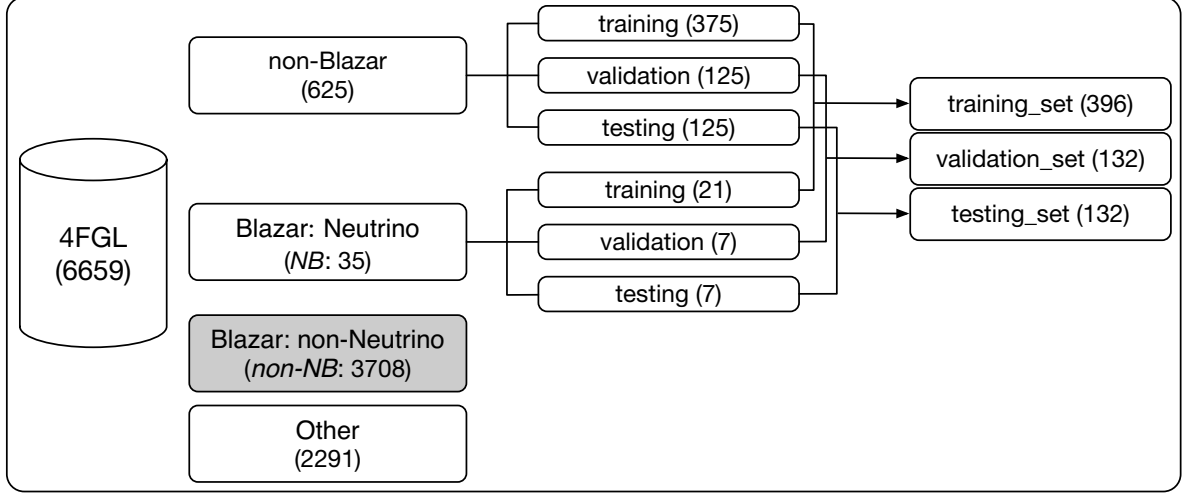 4FGL
(6659)
non-Blazar
(625)
Blazar: Neutrino
(NB: 35)
Blazar: non-Neutrino
(non-NB: 3708)
Other
(2291)
training (375)
validation (125)
testing (125)
training (21)
validation (7)
testing (7)
training_set (396)
validation_set (132)
testing_set (132)